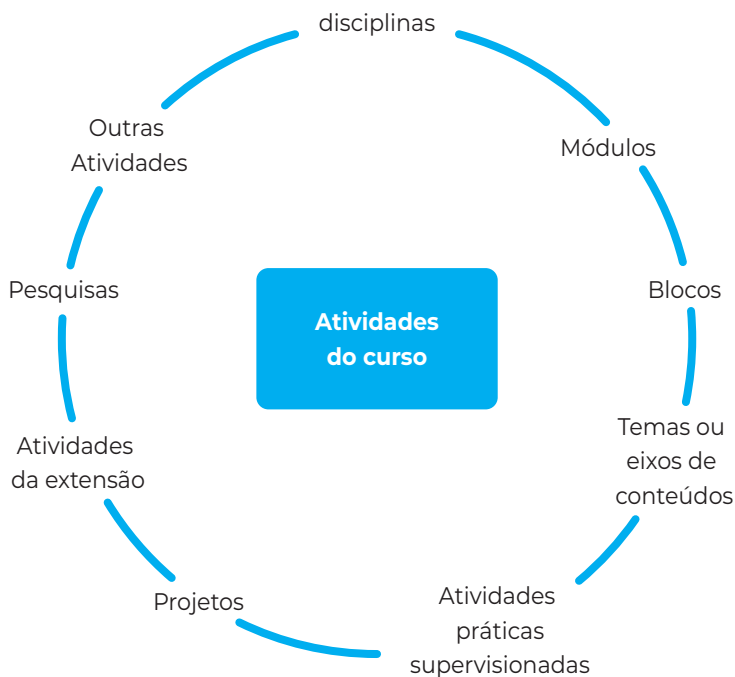 disciplinas
Módulos
Blocos
Temas ou
eixos de
conteúdos
Atividades
práticas
supervisionadas
Projetos
Atividades
da extensão
Pesquisas
Outras
Atividades
Atividades
do curso